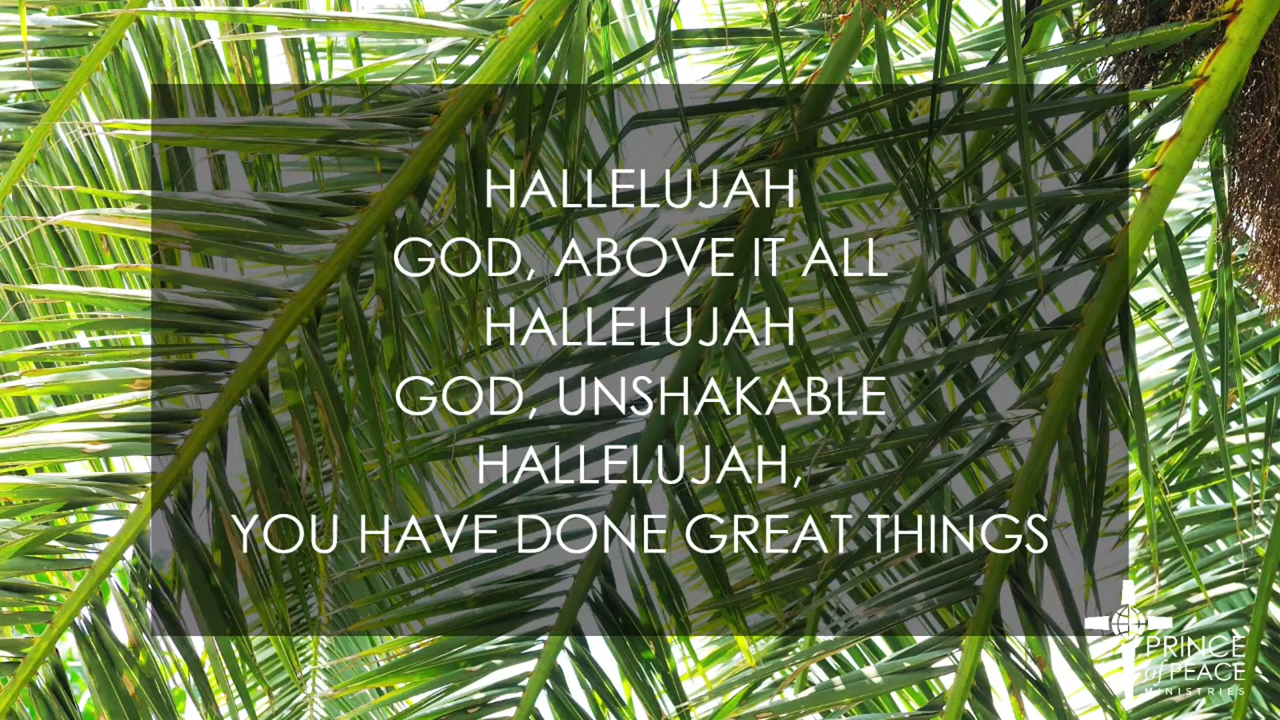 HALLELUJAH
GOD, ABOVE IT ALL
HALLELUJAH
GOD, UNSHAKABLE
HALLELUJAH,
YOU HAVE DONE GREAT THINGS
PRINCE
of PEACE
MINISTRIES